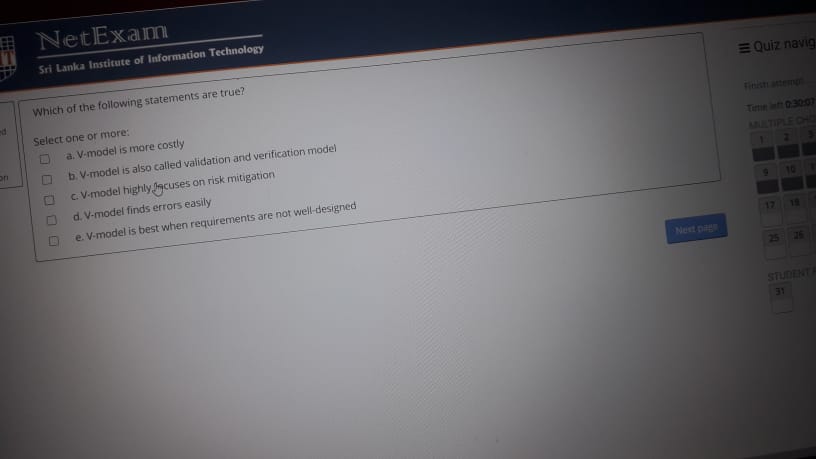 NetExam
Sri Lanka Institute of Information Technology
Quiz navig
Which of the following statements are true?
Select one or more:
a. V-model is more costly
b. V-model is also called validation and verification model
c. V-model highly focuses on risk mitigation
d. V-model finds errors easily
e. V-model is best when requirements are not well-designed
Next page
Finish attempt
Time left 0:30:07
MULTIPLE CHO
1 2 3
9 10
17 18
25 26
STUDENT
31